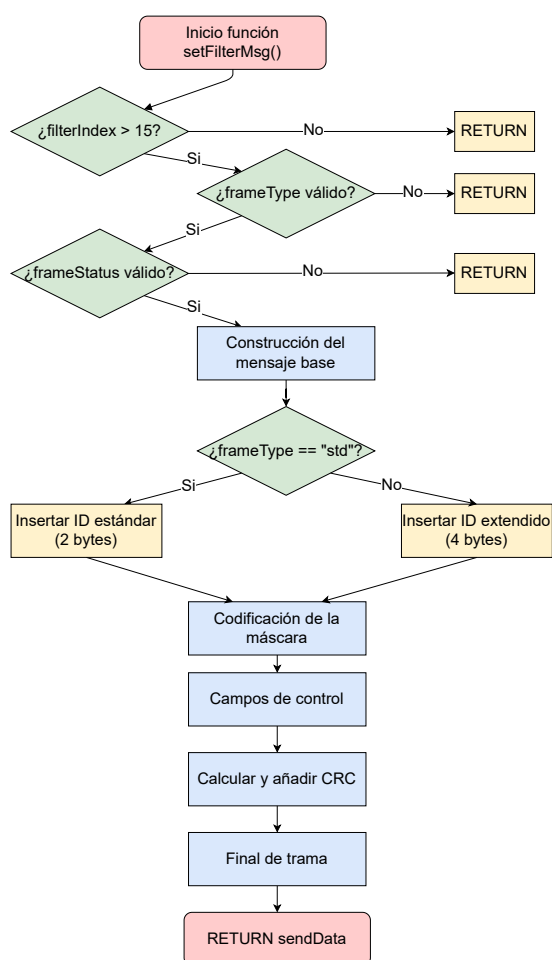 Inicio función
setFilterMsg()
¿filterIndex > 15?
No
RETURN
Si
¿frameType válido?
No
RETURN
Si
¿frameStatus válido?
No
RETURN
Si
Construcción del
mensaje base
¿frameType == "std"?
Si
No
Insertar ID estándar
(2 bytes)
Insertar ID extendido
(4 bytes)
Codificación de la
máscara
Campos de control
Calcular y añadir CRC
Final de trama
RETURN sendData